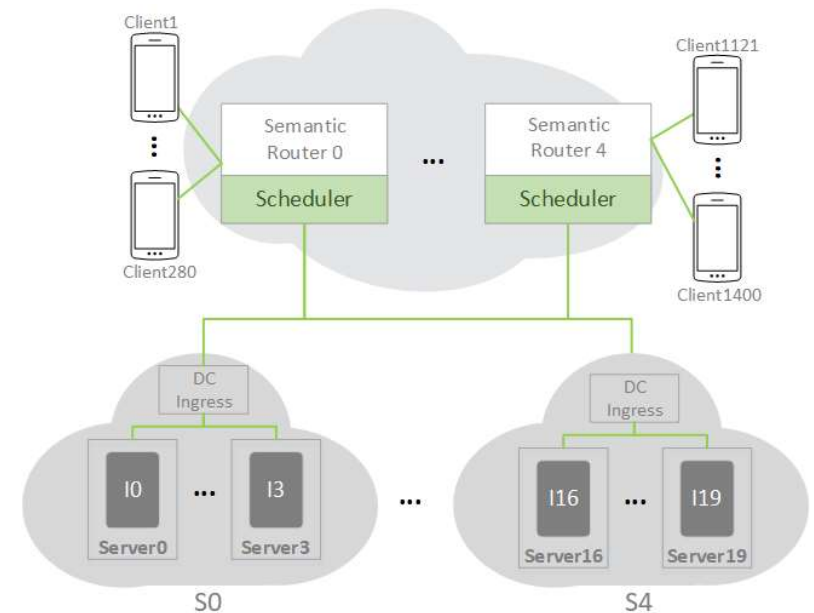 Client1
Client280
Semantic
Router 0
Scheduler
...
Semantic
Router 4
Scheduler
Client1121
Client1400
DC
Ingress
I0
...
I3
Server0
Server3
S0
...
DC
Ingress
I16
...
I19
Server16
Server19
S4